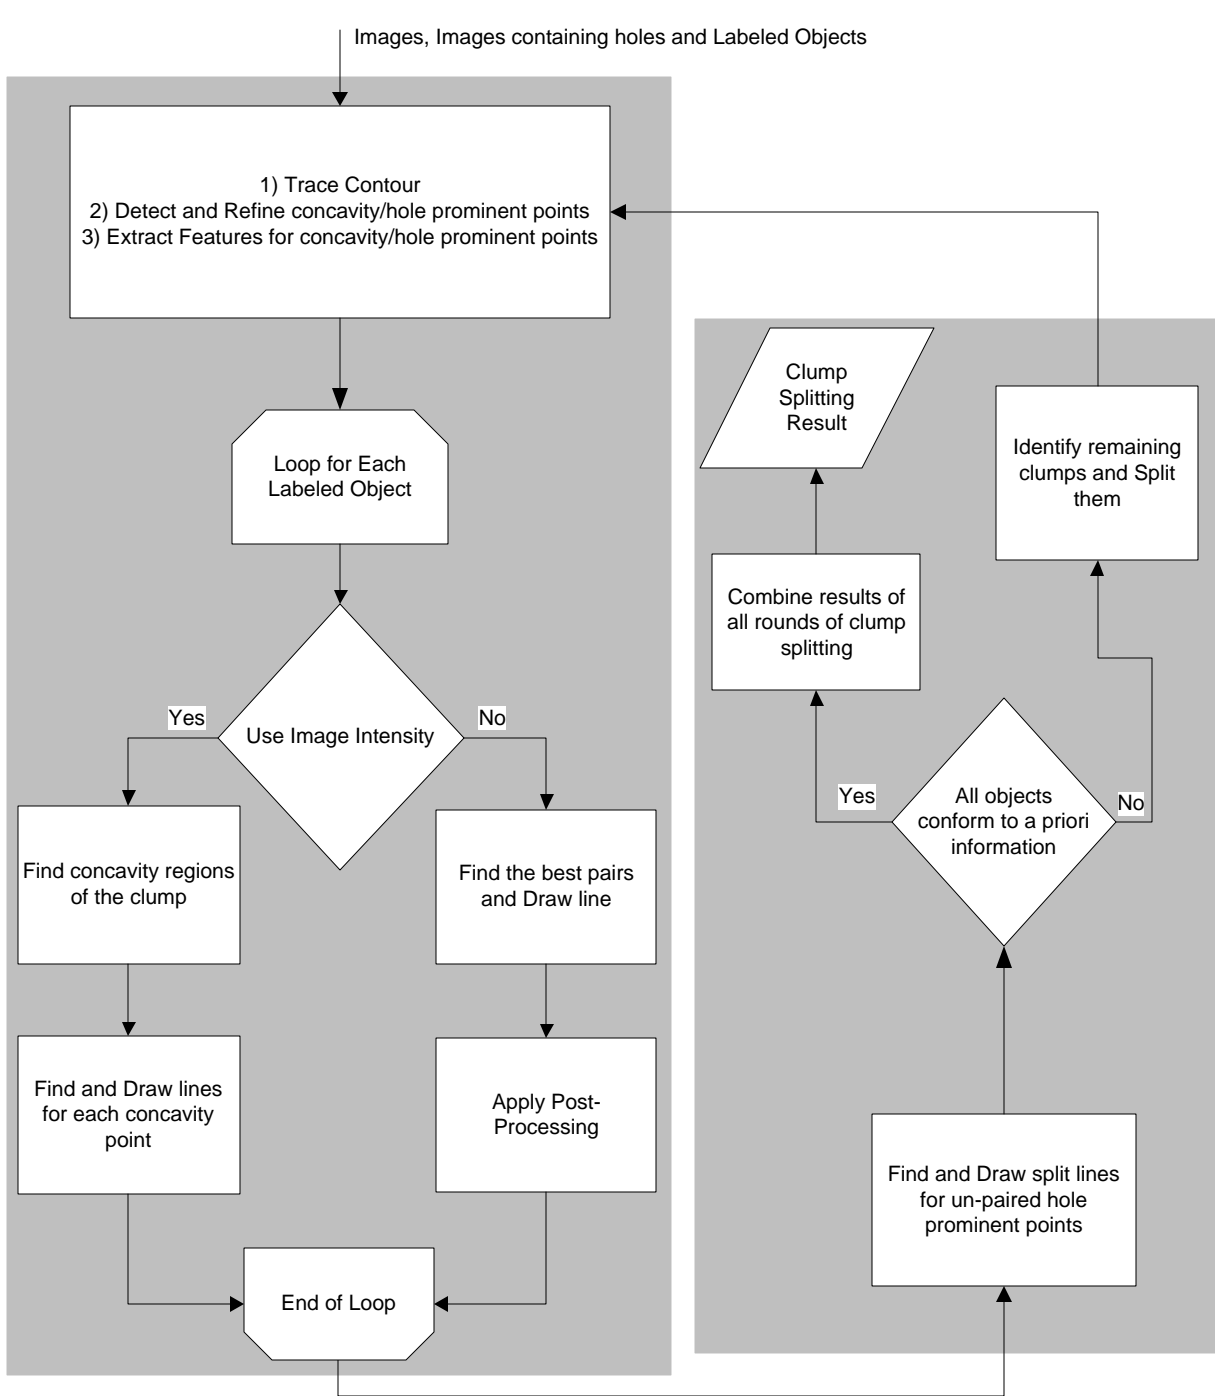 Images, Images containing holes and Labeled Objects
1) Trace Contour
2) Detect and Refine concavity/hole prominent points
3) Extract Features for concavity/hole prominent points
Loop for Each
Labeled Object
Use Image Intensity
Yes
No
Find concavity regions
of the clump
Find the best pairs
and Draw line
Find and Draw lines
for each concavity
point
Apply Post-
Processing
End of Loop
Clump
Splitting
Result
Identify remaining
clumps and Split
them
Combine results of
all rounds of clump
splitting
Yes
No
All objects
conform to a priori
information
Find and Draw split lines
for un-paired hole
prominent points